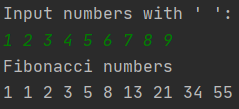 Input numbers with ' ':
1 2 3 4 5 6 7 8 9
Fibonacci numbers
1 1 2 3 5 8 13 21 34 55